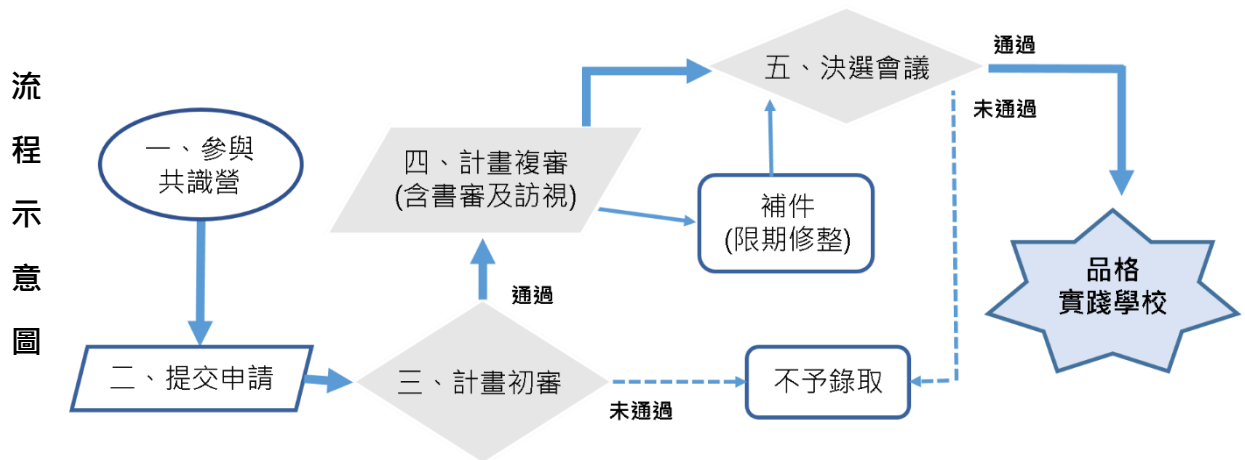 流程示意圖
一、參與
共識營
二、提交申請
三、計畫初審
通過
未通過
四、計畫複審
(含書審及訪視)
補件
(限期修整)
五、決選會議
通過
未通過
不予錄取
品格
實踐學校